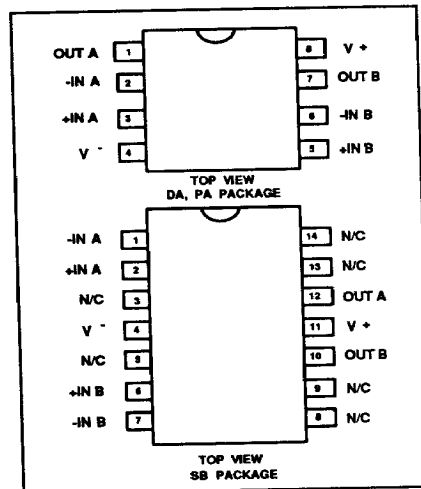 OUT A 1 8 V +
-IN A 2 7 OUT B
+IN A 3 6 -IN B
V - 4 5 +IN B
TOP VIEW
DA, PA PACKAGE
-IN A 1 14 N/C
+IN A 2 13 N/C
N/C 3 12 OUT A
V - 4 11 V +
N/C 5 10 OUT B
+IN B 6 9 N/C
-IN B 7 8 N/C
TOP VIEW
SB PACKAGE